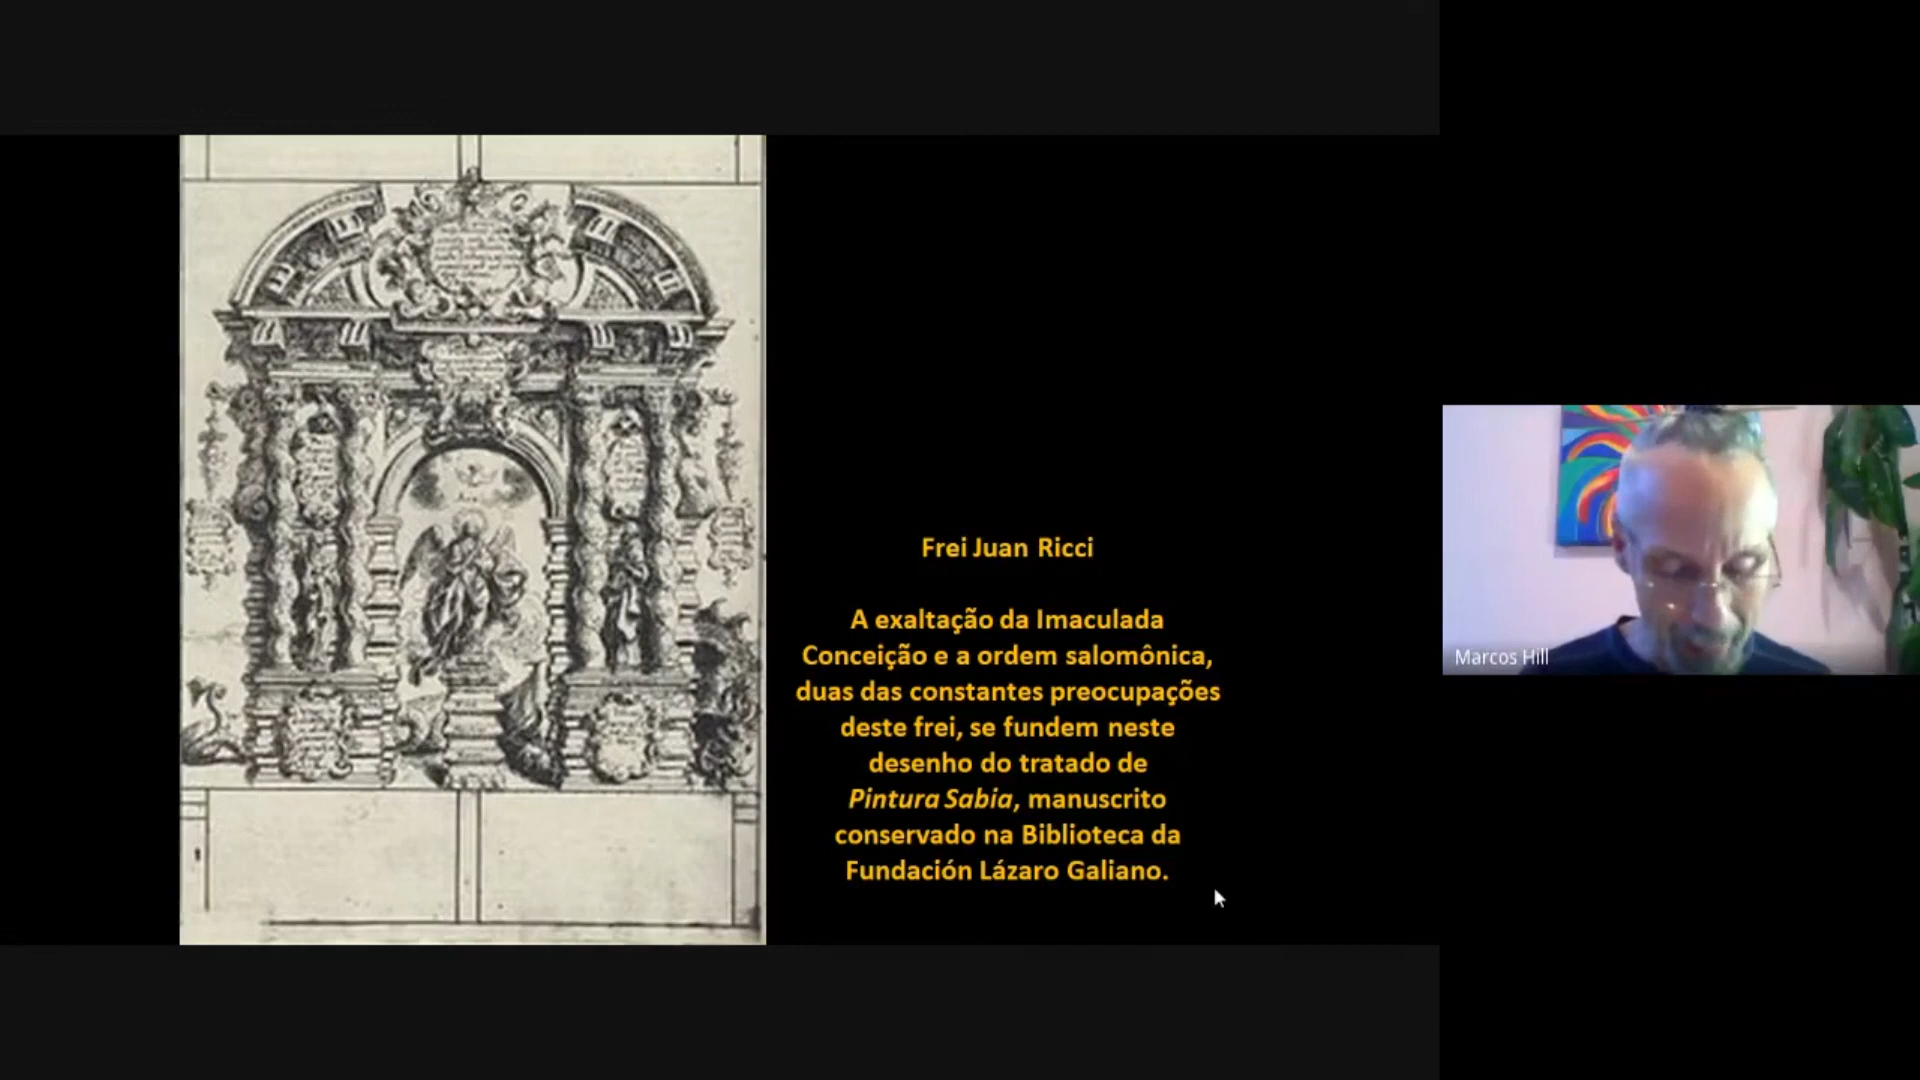 Frei Juan Ricci
A exaltação da Imaculada
Conceição e a ordem salomônica,
duas das constantes preocupações
deste frei, se fundem neste
desenho do tratado de
Pintura Sabia, manuscrito
conservado na Biblioteca da
Fundación Lázaro Galiano.
Marcos Hill